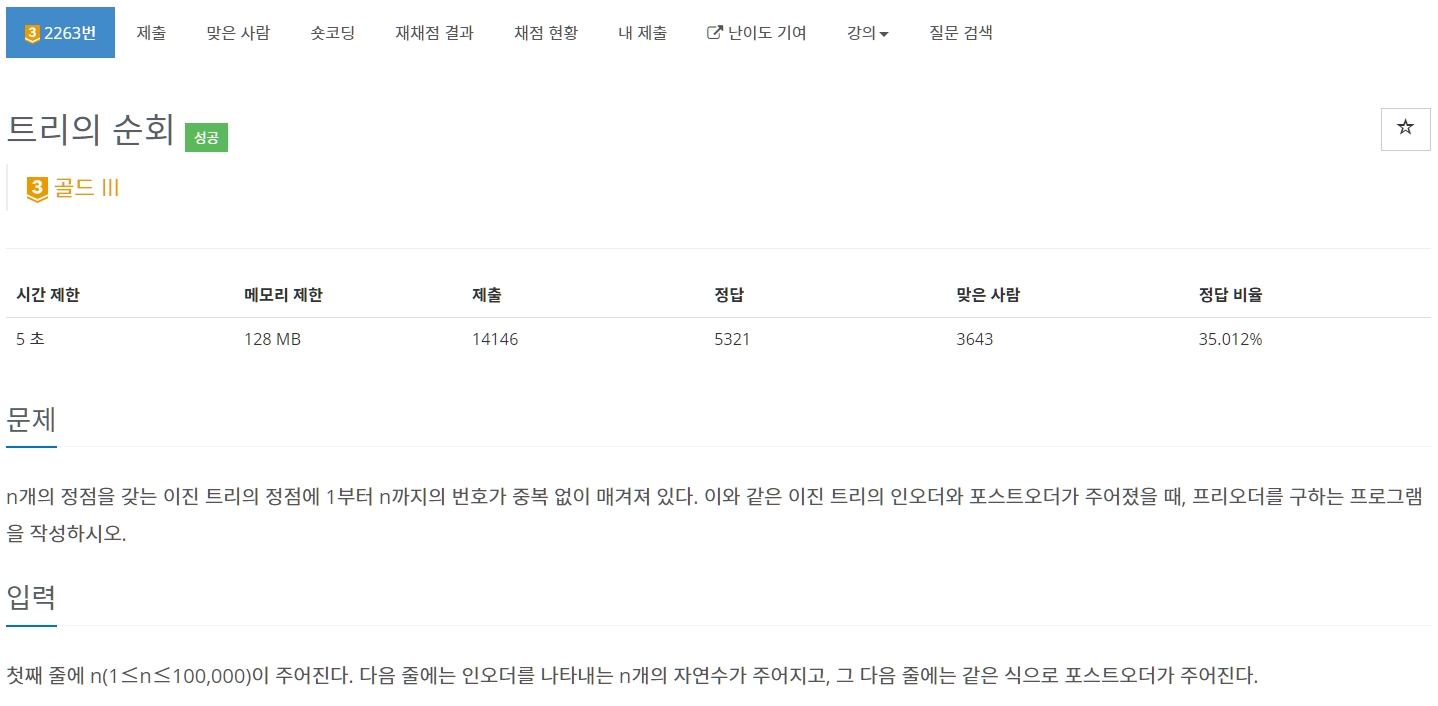 3 2263번 제출 맞은 사람 숏코딩 재채점 결과 채점 현황 내 제출 난이도 기여 강의 질문 검색
트리의 순회 성공
3 골드 III
시간 제한 메모리 제한 제출 정답 맞은 사람 정답 비율
5 초 128 MB 14146 5321 3643 35.012%
문제
n개의 정점을 갖는 이진 트리의 정점에 1부터 n까지의 번호가 중복 없이 매겨져 있다. 이와 같은 이진 트리의 인오더와 포스트오더가 주어졌을 때, 프리오더를 구하는 프로그램
을 작성하시오.
입력
첫째 줄에 n(1≤n≤100,000)이 주어진다. 다음 줄에는 인오더를 나타내는 n개의 자연수가 주어지고, 그 다음 줄에는 같은 식으로 포스트오더가 주어진다.